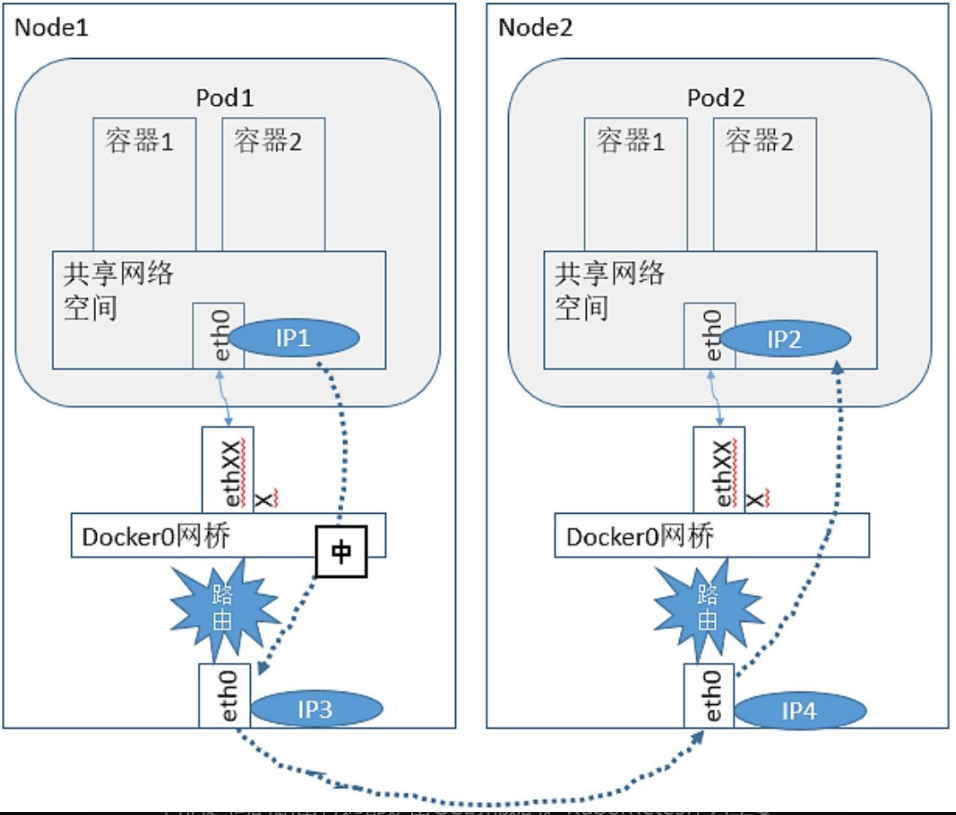 Node1
Pod1
容器1
容器2
共享网络
空间
eth0
IP1
ethXX
X
Docker0网桥
中
路
由
eth0
IP3
Node2
Pod2
容器1
容器2
共享网络
空间
eth0
IP2
ethXX
X
Docker0网桥
路
由
eth0
IP4